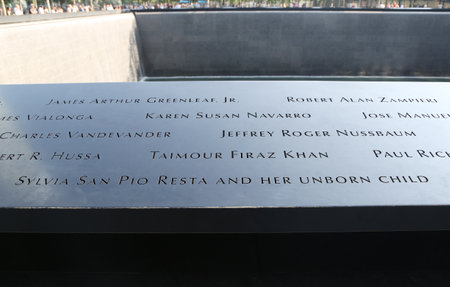 James Arthur Greenleaf, Jr. Robert Alan Zampieri
Vialonga Karen Susan Navarro Jose Manuel
Charles Vandevander Jeffrey Roger Nussbaum
R. Hussa Taimour Firaz Khan Paul
Sylvia San Pio Resta and her unborn child